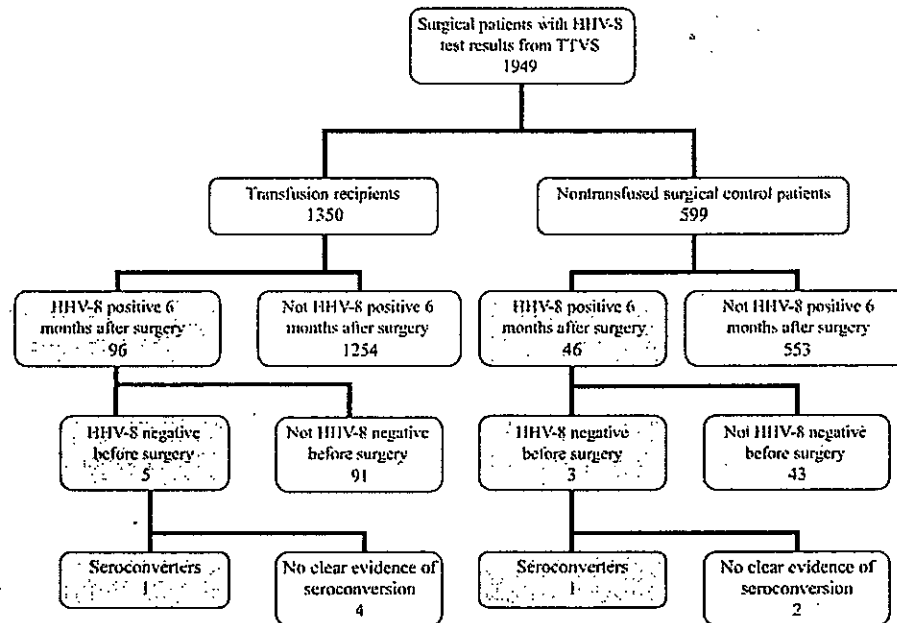 Surgical patients with HHV-8
test results from TTVS
1949
Transfusion recipients
1350
Nontransfused surgical control patients
599
HHV-8 positive 6
months after surgery
96
Not HHV-8 positive 6
months after surgery
1254
HHV-8 positive 6
months after surgery
46
Not HHV-8 positive 6
months after surgery
553
HHV-8 negative
before surgery
5
Not HHV-8 negative
before surgery
91
HHV-8 negative
before surgery
3
Not HHV-8 negative
before surgery
43
Seroconverters
1
No clear evidence of
seroconversion
4
Seroconverters
1
No clear evidence of
seroconversion
2